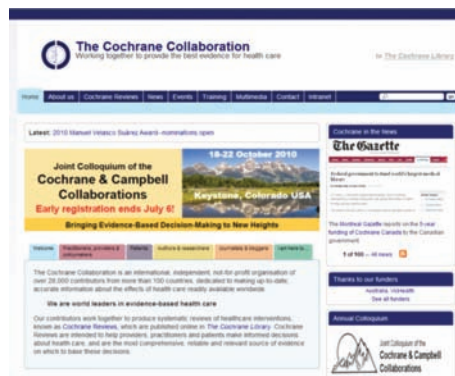 The Cochrane Collaboration
Working together to provide the best evidence for health care
The Cochrane Library
Home About us Cochrane Reviews News Events Training Multimedia Contact Intranet
Latest: 2010 Manuel Velasco Suárez Award -nominations open
Joint Colloquium of the
Cochrane & Campbell
Collaborations
Early registration ends July 6!
18-22 October 2010
Keystone, Colorado USA
Bringing Evidence-Based Decision-Making to New Heights
Welcome
Practitioners, providers &
Patients
Authors & researchers
Journalists & bloggers
The Cochrane Collaboration is an international, independent, not-for-profit organisation of
over 28,000 contributors from more than 100 countries, dedicated to making up-to-date,
accurate information about the effects of health care readily available worldwide.
We are world leaders in evidence-based health care
Our contributors work together to produce systematic reviews of healthcare interventions,
known as Cochrane Reviews, which are published online in The Cochrane Library. Cochrane
Reviews are intended to help providers, practitioners and patients make informed decisions
about health care, and are the most comprehensive, reliable and relevant source of evidence
on which to base these decisions.
Cochrane in the News
The Gazette
The Montreal Gazette reports on the 5-year
funding of Cochrane Canada by the Canadian
government.
1 of 100 — All news
Thanks to our funders
Australia, VicHealth
See all funders
Annual Colloquium
Joint Colloquium of the
Cochrane & Campbell
Collaborations